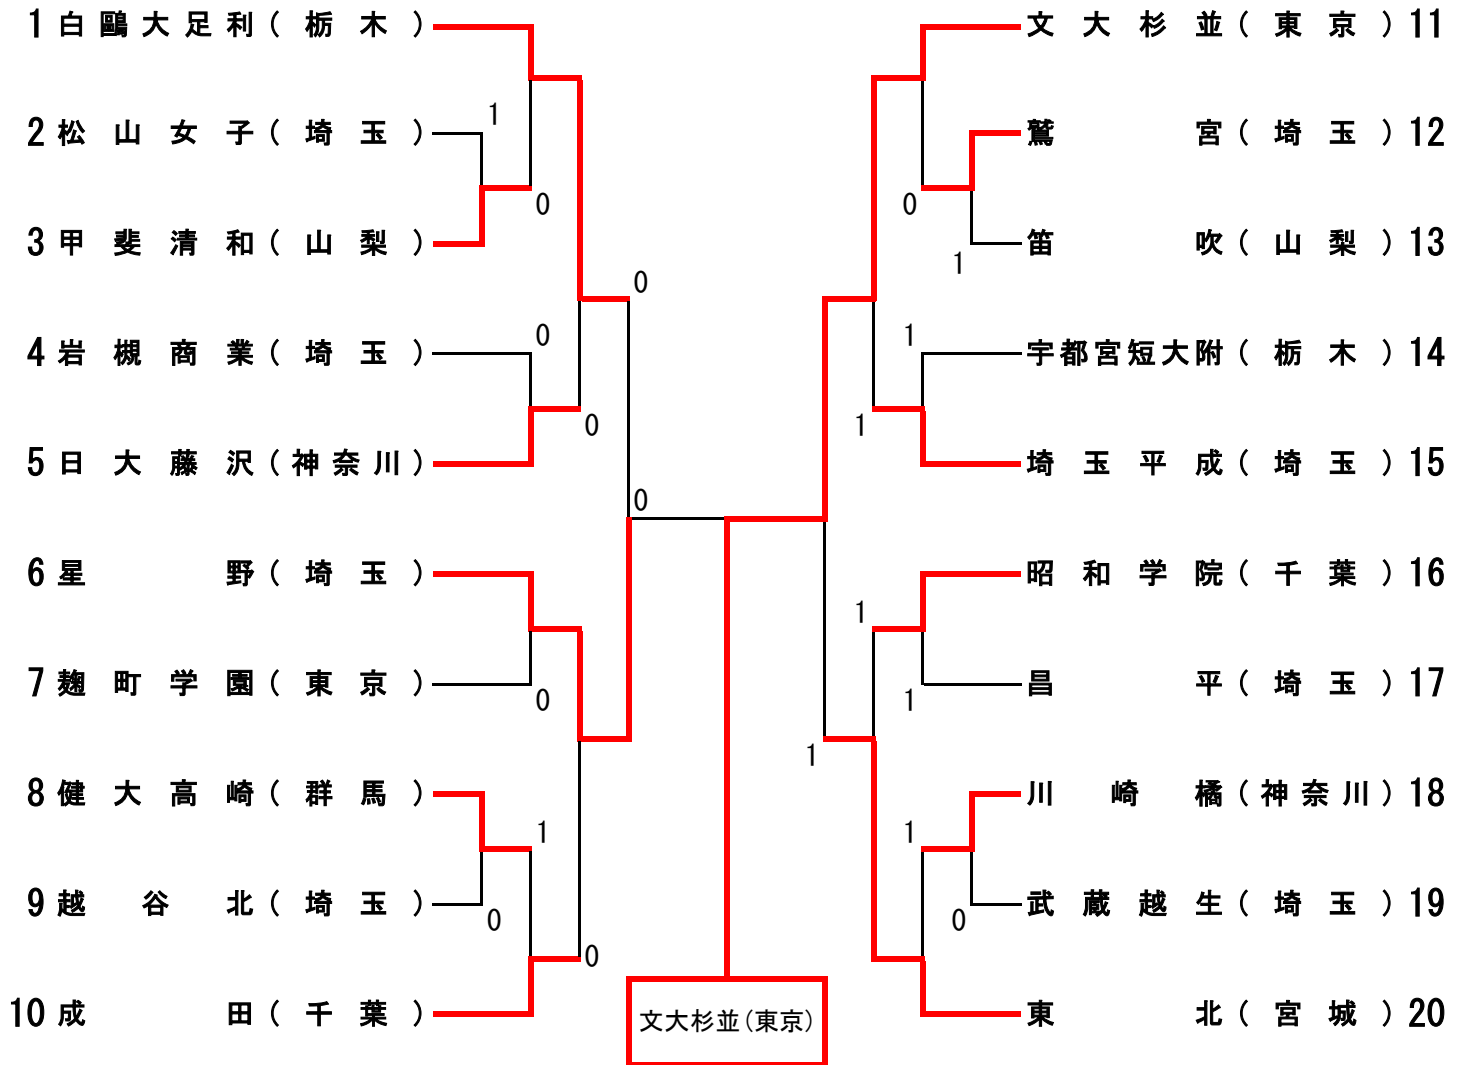 1 白鷗大足利(栃木) 文大杉並(東京) 11
1
2 松山女子(埼玉) 鷲宮(埼玉) 12
0 0
3 甲斐清和(山梨) 笛吹(山梨) 13
1
0
0 1
4 岩槻商業(埼玉) 宇都宮短大附(栃木) 14
0 1
5 日大藤沢(神奈川) 埼玉平成(埼玉) 15
0
6 星野(埼玉) 昭和学院(千葉) 16
1
7 麹町学園(東京) 昌平(埼玉) 17
0 1
1
8 健大高崎(群馬) 川崎橘(神奈川) 18
1 1
9 越谷北(埼玉) 武蔵越生(埼玉) 19
0 0
0
10 成田(千葉) 東北(宮城) 20
文大杉並(東京)